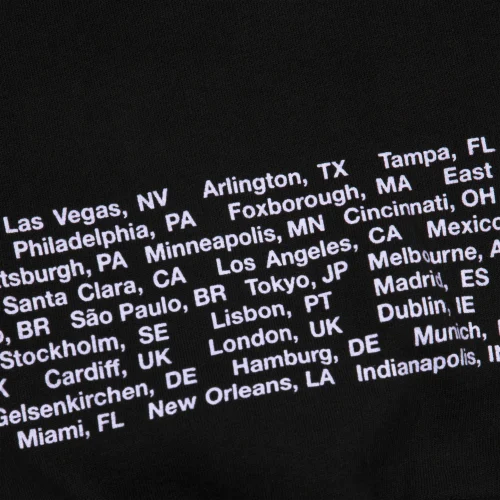 Las Vegas, NV Arlington, TX Tampa, FL
Philadelphia, PA Foxborough, MA East
ttsburgh, PA Minneapolis, MN Cincinnati, OH
Santa Clara, CA Los Angeles, CA Mexico
o, BR São Paulo, BR Tokyo, JP Melbourne, A
Stockholm, SE Lisbon, PT Madrid, ES
K Cardiff, UK London, UK Dublin, IE
Gelsenkirchen, DE Hamburg, DE Munich,
Miami, FL New Orleans, LA Indianapolis, IN